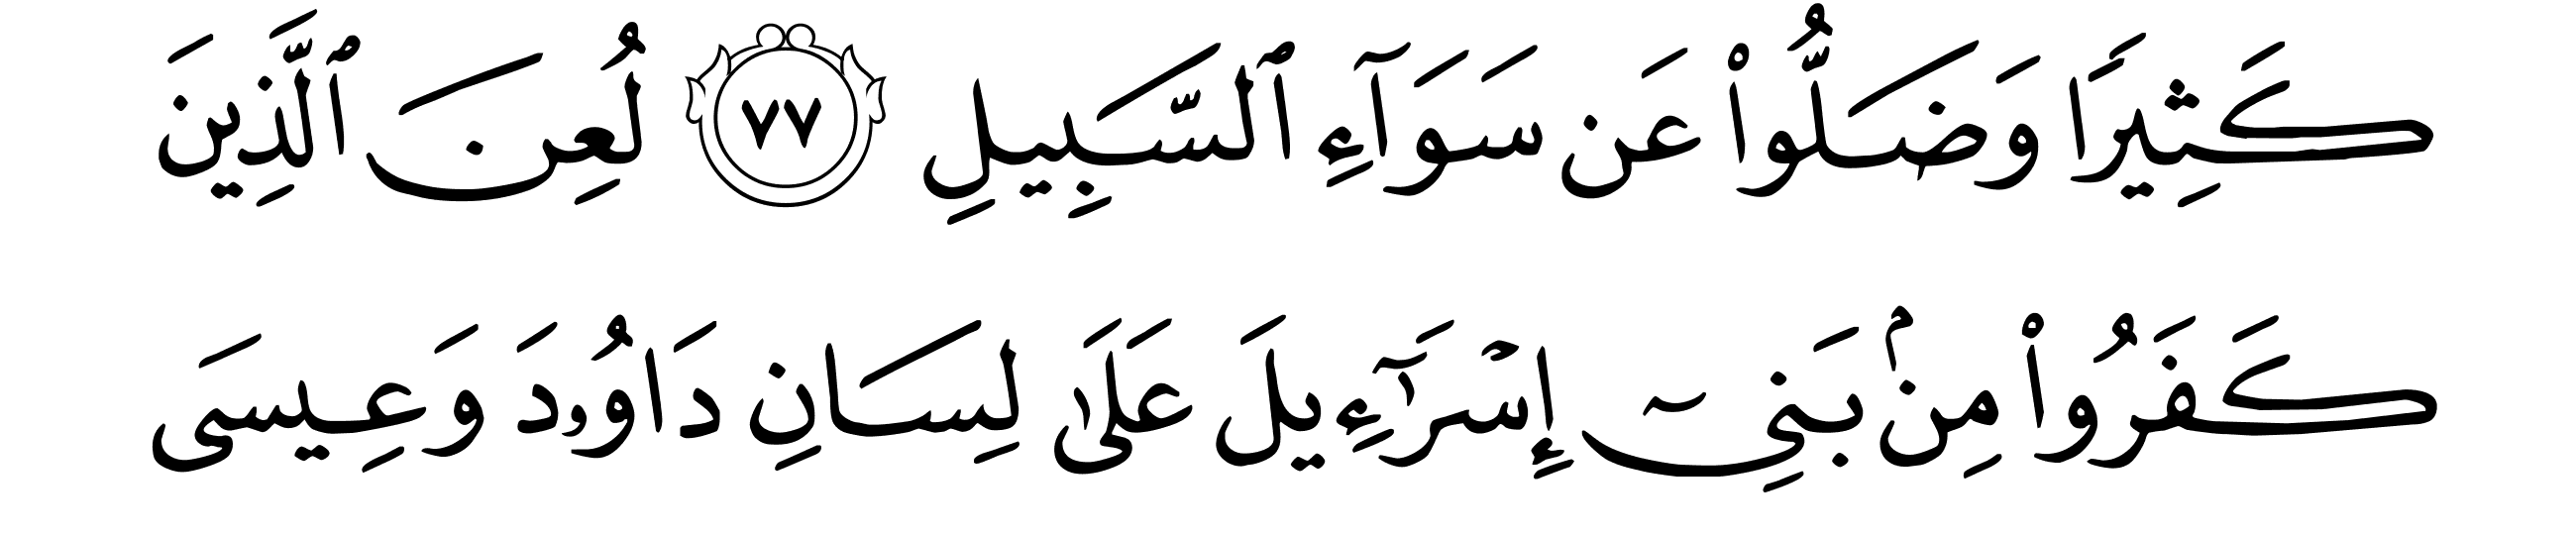 كَثِيرًا وَضَلُّوا۟ عَن سَوَآءِ ٱلسَّبِيلِ ٧٧ لُعِنَ ٱلَّذِينَ
كَفَرُوا۟ مِنۢ بَنِىٓ إِسْرَٰٓءِيلَ عَلَىٰ لِسَانِ دَاوُۥدَ وَعِيسَى